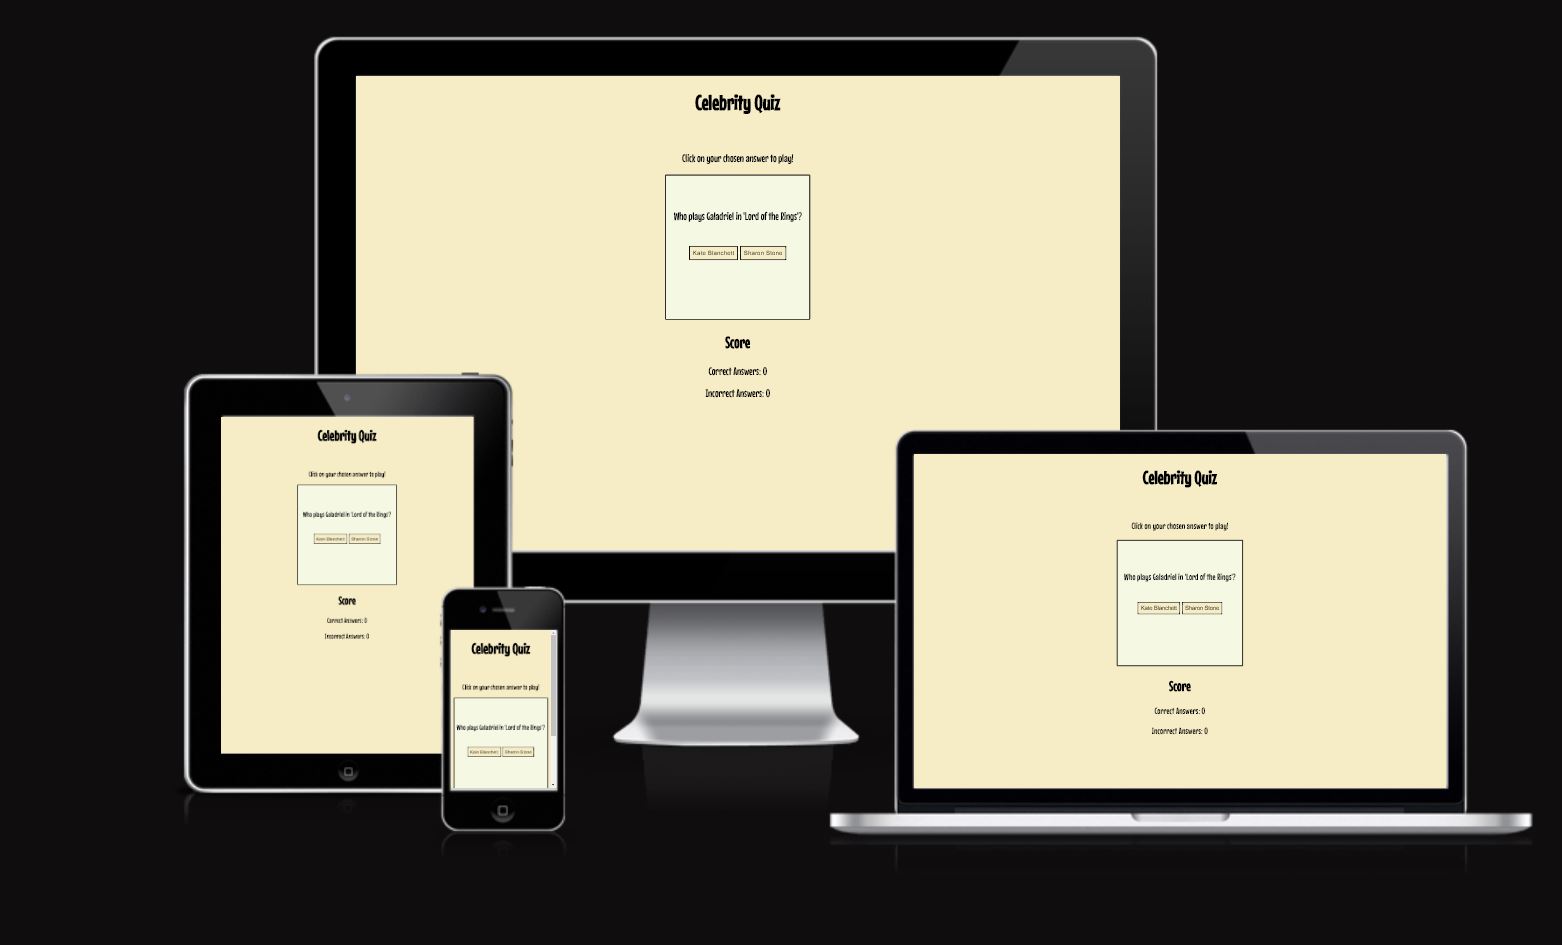 Celebrity Quiz
Click on your chosen answer to play!
Who plays Galadriel in 'Lord of the Rings'?
Kate Blanchett Sharon Stone
Score
Correct Answers: 0
Incorrect Answers: 0
Celebrity Quiz
Click on your chosen answer to play!
Who plays Galadriel in 'Lord of the Rings'?
Kate Blanchett Sharon Stone
Score
Correct Answers: 0
Incorrect Answers: 0
Celebrity Quiz
Click on your chosen answer to play!
Who plays Galadriel in 'Lord of the Rings'?
Kate Blanchett Sharon Stone
Celebrity Quiz
Click on your chosen answer to play!
Who plays Galadriel in 'Lord of the Rings'?
Kate Blanchett Sharon Stone
Score
Correct Answers: 0
Incorrect Answers: 0